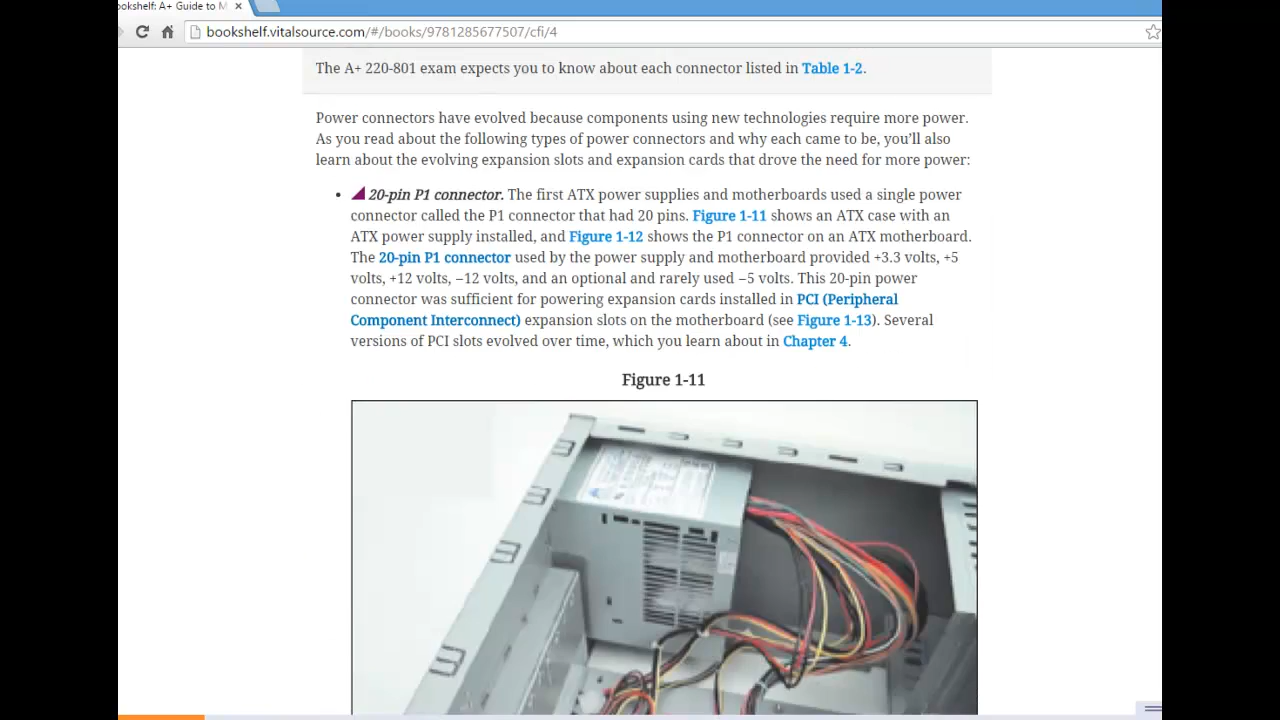 bookshelf: A+ Guide to M
bookshelf.vitalsource.com/#/books/9781285677507/cfi/4
The A+ 220-801 exam expects you to know about each connector listed in Table 1-2.
Power connectors have evolved because components using new technologies require more power.
As you read about the following types of power connectors and why each came to be, you’ll also
learn about the evolving expansion slots and expansion cards that drove the need for more power:
• 20-pin P1 connector. The first ATX power supplies and motherboards used a single power
connector called the P1 connector that had 20 pins. Figure 1-11 shows an ATX case with an
ATX power supply installed, and Figure 1-12 shows the P1 connector on an ATX motherboard.
The 20-pin P1 connector used by the power supply and motherboard provided +3.3 volts, +5
volts, +12 volts, −12 volts, and an optional and rarely used −5 volts. This 20-pin power
connector was sufficient for powering expansion cards installed in PCI (Peripheral
Component Interconnect) expansion slots on the motherboard (see Figure 1-13). Several
versions of PCI slots evolved over time, which you learn about in Chapter 4.
Figure 1-11